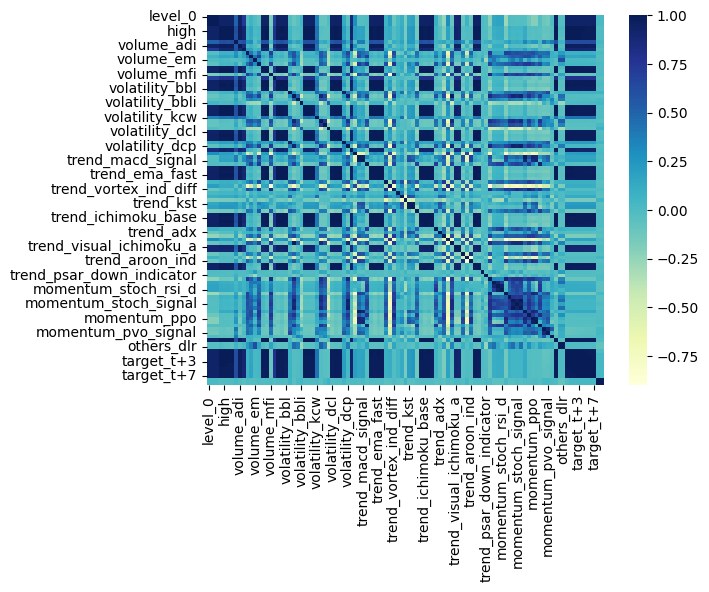 level_0
high
volume_adi
volume_em
volume_mfi
volatility_bbl
volatility_bbli
volatility_kcw
volatility_dcl
volatility_dcp
trend_macd_signal
trend_ema_fast
trend_vortex_ind_diff
trend_kst
trend_ichimoku_base
trend_adx
trend_visual_ichimoku_a
trend_aroon_ind
trend_psar_down_indicator
momentum_stoch_rsi_d
momentum_stoch_signal
momentum_ppo
momentum_pvo_signal
others_dlr
target_t+3
target_t+7
level_0
high
volume_adi
volume_em
volume_mfi
volatility_bbl
volatility_bbli
volatility_kcw
volatility_dcl
volatility_dcp
trend_macd_signal
trend_ema_fast
trend_vortex_ind_diff
trend_kst
trend_ichimoku_base
trend_adx
trend_visual_ichimoku_a
trend_aroon_ind
trend_psar_down_indicator
momentum_stoch_rsi_d
momentum_stoch_signal
momentum_ppo
momentum_pvo_signal
others_dlr
target_t+3
target_t+7
1.00
0.75
0.50
0.25
0.00
−0.25
−0.50
−0.75